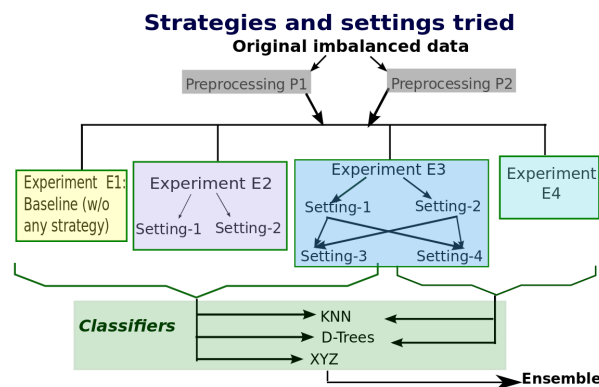 Strategies and settings tried
Original imbalanced data
Preprocessing P1
Preprocessing P2
Experiment E1:
Baseline (w/o
any strategy)
Experiment E2
Setting-1
Setting-2
Experiment E3
Setting-1
Setting-2
Setting-3
Setting-4
Experiment
E4
Classifiers
KNN
D-Trees
XYZ
Ensemble